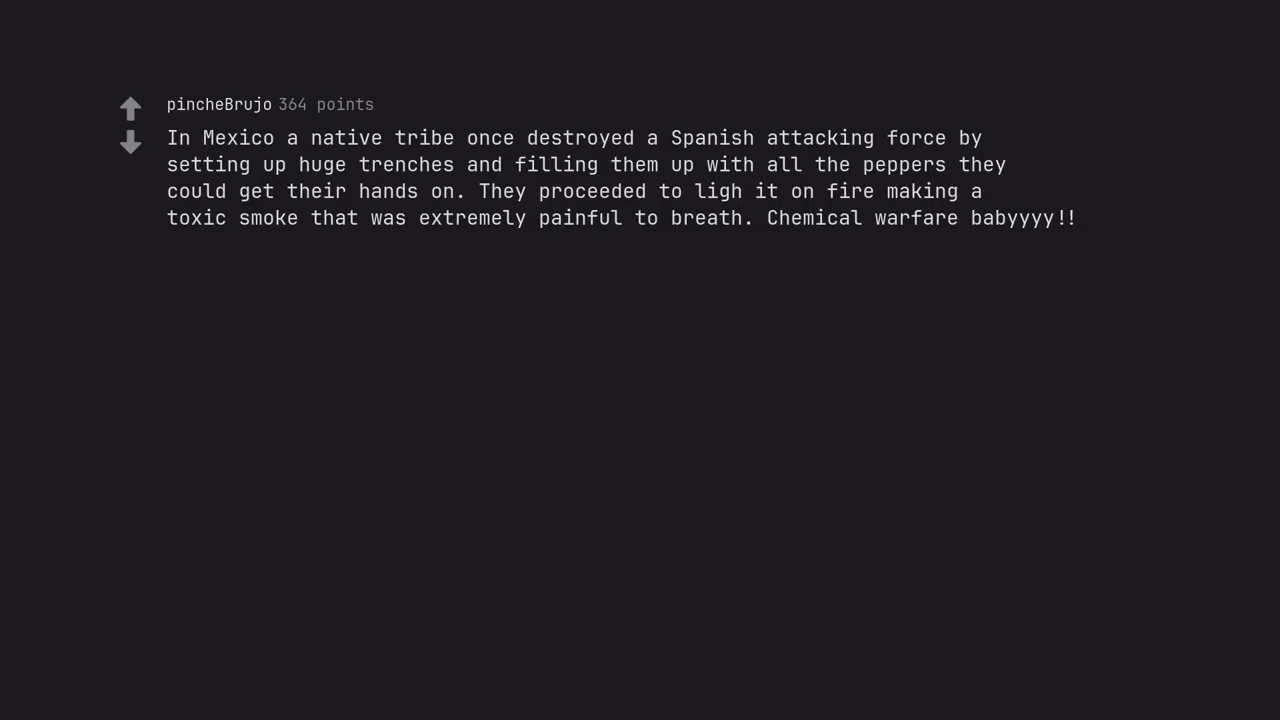 pincheBrujo 364 points
In Mexico a native tribe once destroyed a Spanish attacking force by
setting up huge trenches and filling them up with all the peppers they
could get their hands on. They proceeded to ligh it on fire making a
toxic smoke that was extremely painful to breath. Chemical warfare babyyyy!!